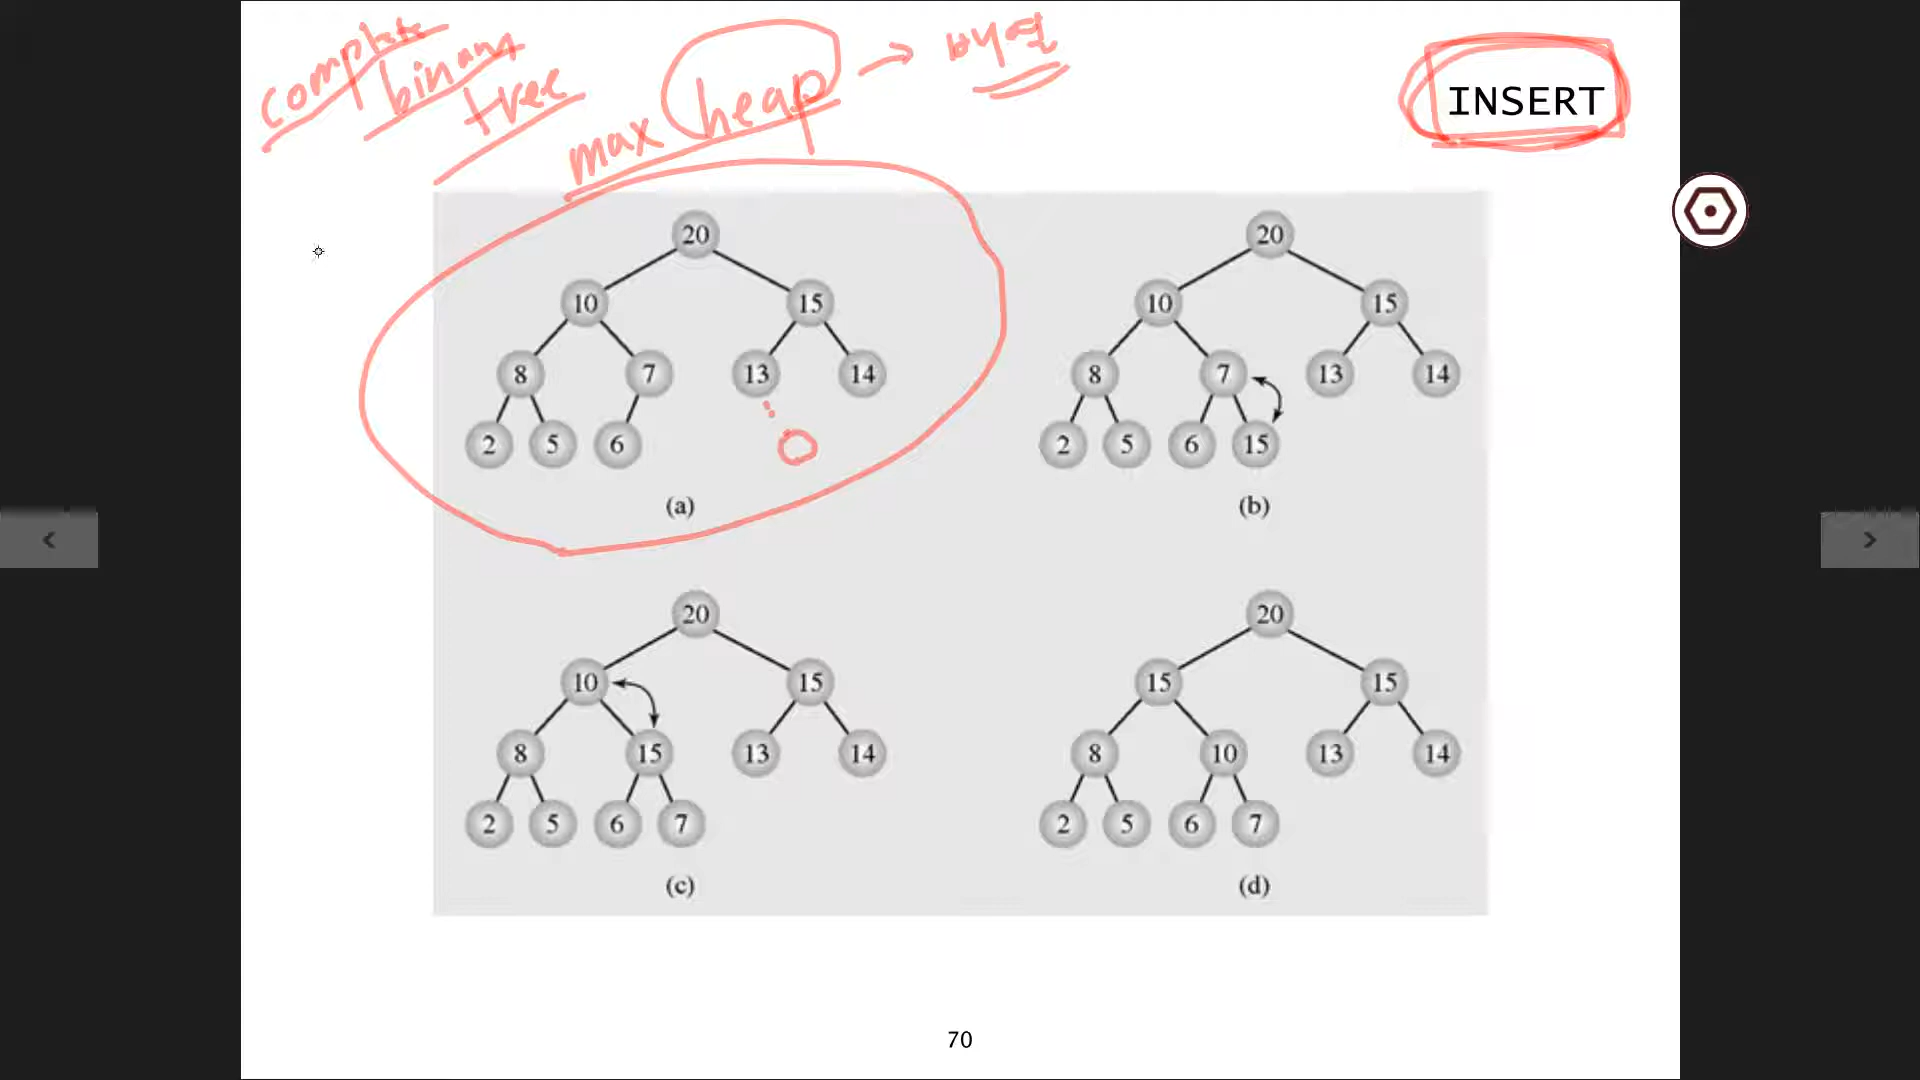 complete
binary
tree
max heap → 배열
INSERT
20
10 15
8 7 13 14
2 5 6
(a)
20
10 15
8 7 13 14
2 5 6 15
(b)
20
10 15
8 15 13 14
2 5 6 7
(c)
20
15 15
8 10 13 14
2 5 6 7
(d)
70